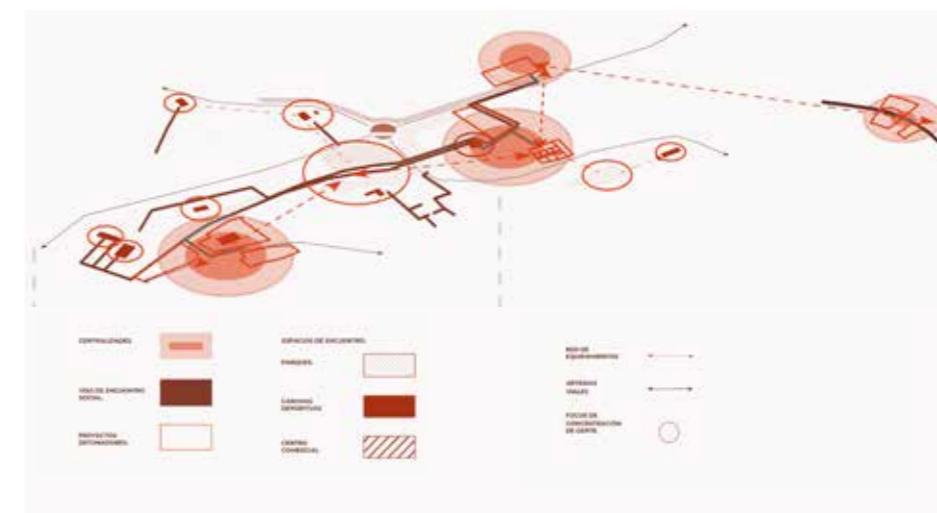 CENTRALIDADES
VIAS DE ENCUENTRO
SOCIAL.
PROYECTOS
DETONADORES.
ESPACIOS DE ENCUENTRO:
PARQUES.
CANCHAS
DEPORTIVAS
CENTRO
COMERCIAL
RED DE
EQUIPAMIENTOS
ARTERIAS
VIALES
FOCOS DE
CONCENTRACIÓN
DE GENTE.